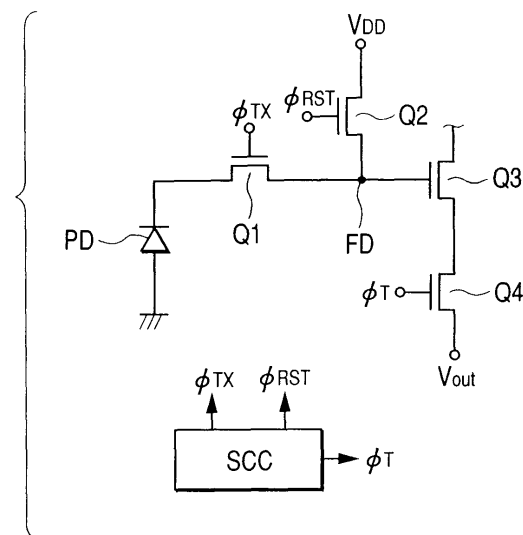 VDD
ϕRST
Q2
ϕTX
Q3
PD
Q1
FD
ϕT
Q4
Vout
ϕTX ϕRST
SCC
ϕT